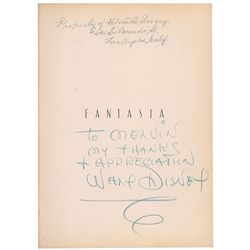 Property of
Los Angeles, Calif.
FANTASIA
TO MELVIN
MY THANKS
+ APPRECIATION
WALT DISNEY